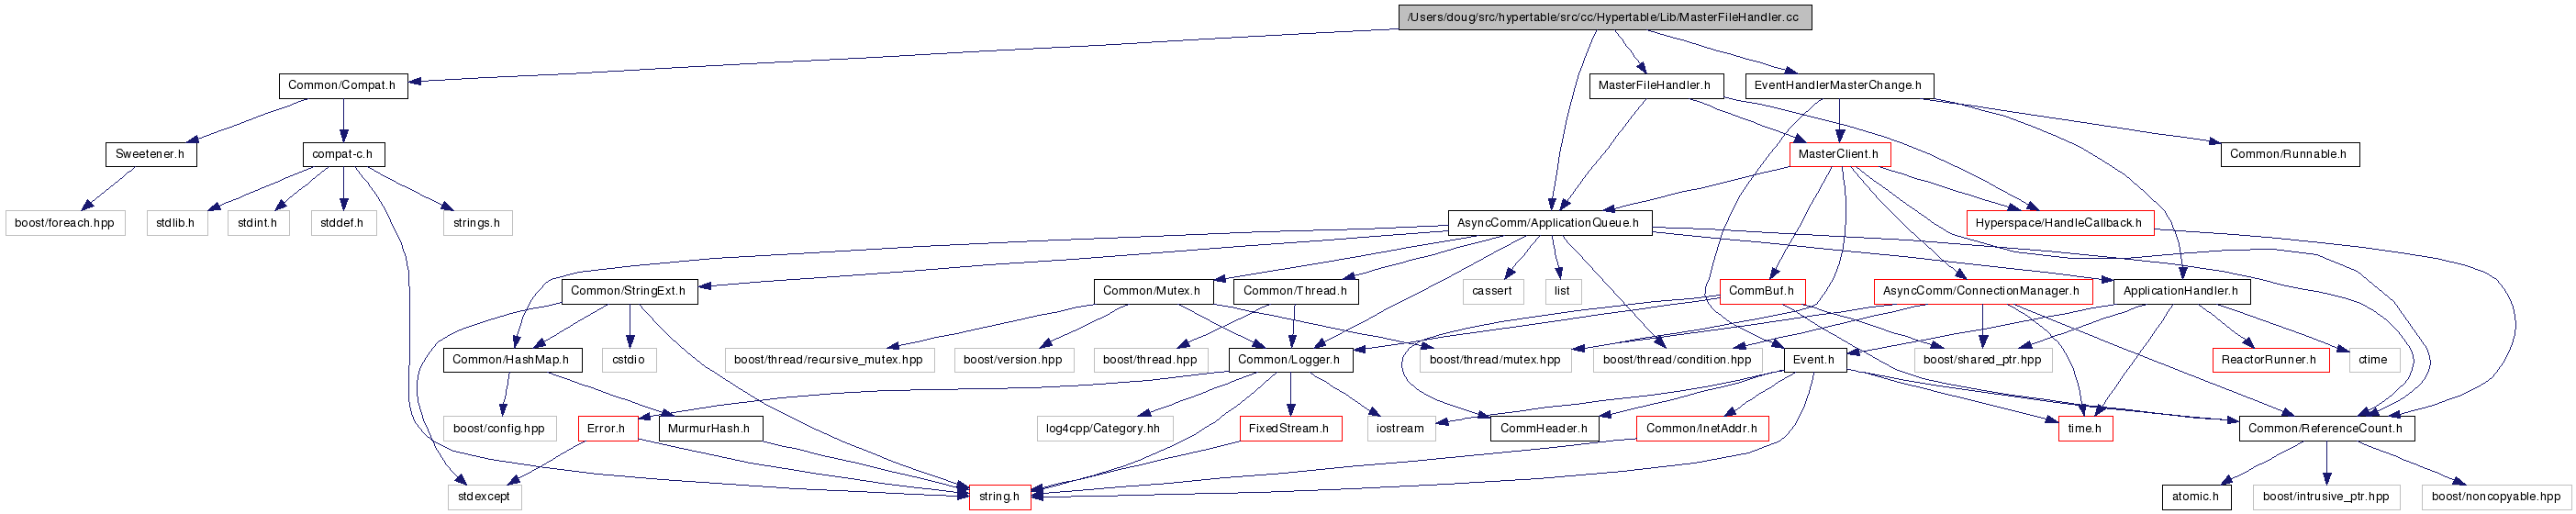 /Users/doug/src/hypertable/src/cc/Hypertable/Lib/MasterFileHandler.cc
Common/Compat.h
MasterFileHandler.h
EventHandlerMasterChange.h
Sweetener.h
compat-c.h
MasterClient.h
Common/Runnable.h
boost/foreach.hpp
stdlib.h
stdint.h
stddef.h
strings.h
AsyncComm/ApplicationQueue.h
Hyperspace/HandleCallback.h
Common/StringExt.h
Common/Mutex.h
Common/Thread.h
cassert
list
CommBuf.h
AsyncComm/ConnectionManager.h
ApplicationHandler.h
Common/HashMap.h
cstdio
boost/thread/recursive_mutex.hpp
boost/version.hpp
boost/thread.hpp
Common/Logger.h
boost/thread/mutex.hpp
boost/thread/condition.hpp
Event.h
boost/shared_ptr.hpp
ReactorRunner.h
ctime
boost/config.hpp
Error.h
MurmurHash.h
log4cpp/Category.hh
FixedStream.h
iostream
CommHeader.h
Common/InetAddr.h
time.h
Common/ReferenceCount.h
stdexcept
string.h
atomic.h
boost/intrusive_ptr.hpp
boost/noncopyable.hpp